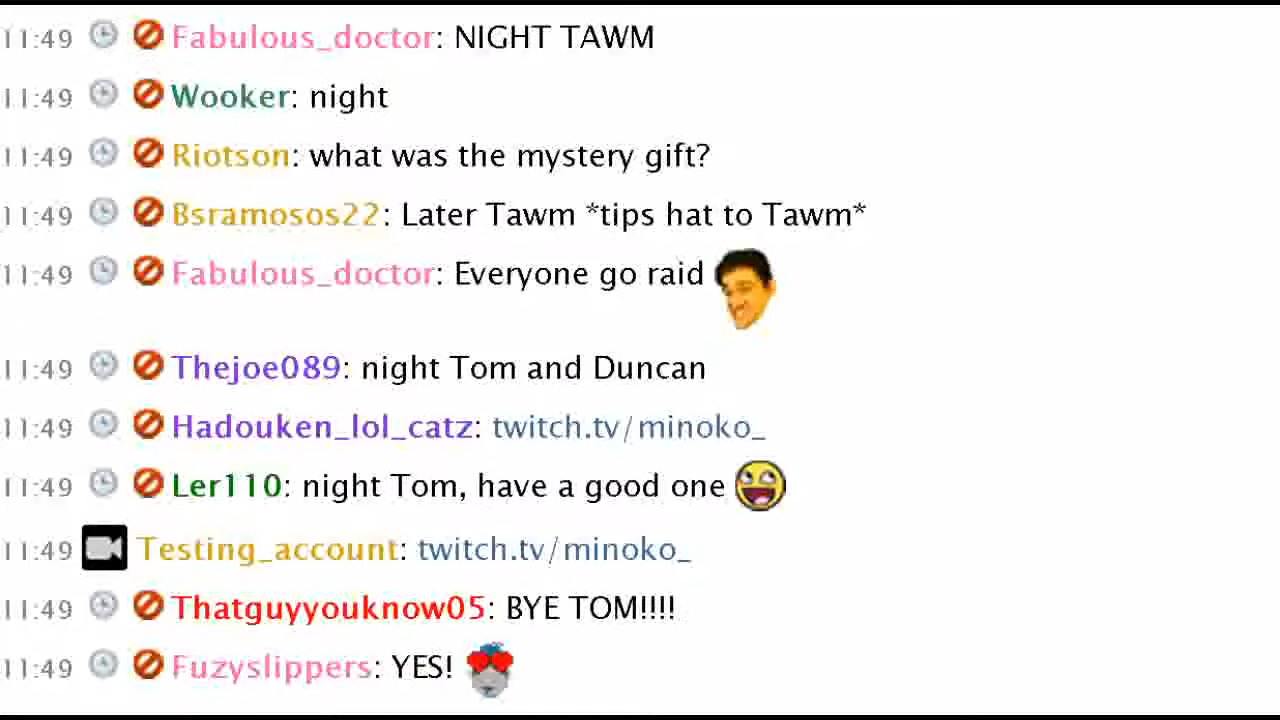 11:49 Fabulous_doctor: NIGHT TAWM
11:49 Wooker: night
11:49 Riotson: what was the mystery gift?
11:49 Bsramosos22: Later Tawm *tips hat to Tawm*
11:49 Fabulous_doctor: Everyone go raid
11:49 Thejoe089: night Tom and Duncan
11:49 Hadouken_lol_catz: twitch.tv/minoko_
11:49 Ler110: night Tom, have a good one
11:49 Testing_account: twitch.tv/minoko_
11:49 Thatguyyouknow05: BYE TOM!!!!
11:49 Fuzyslippers: YES!